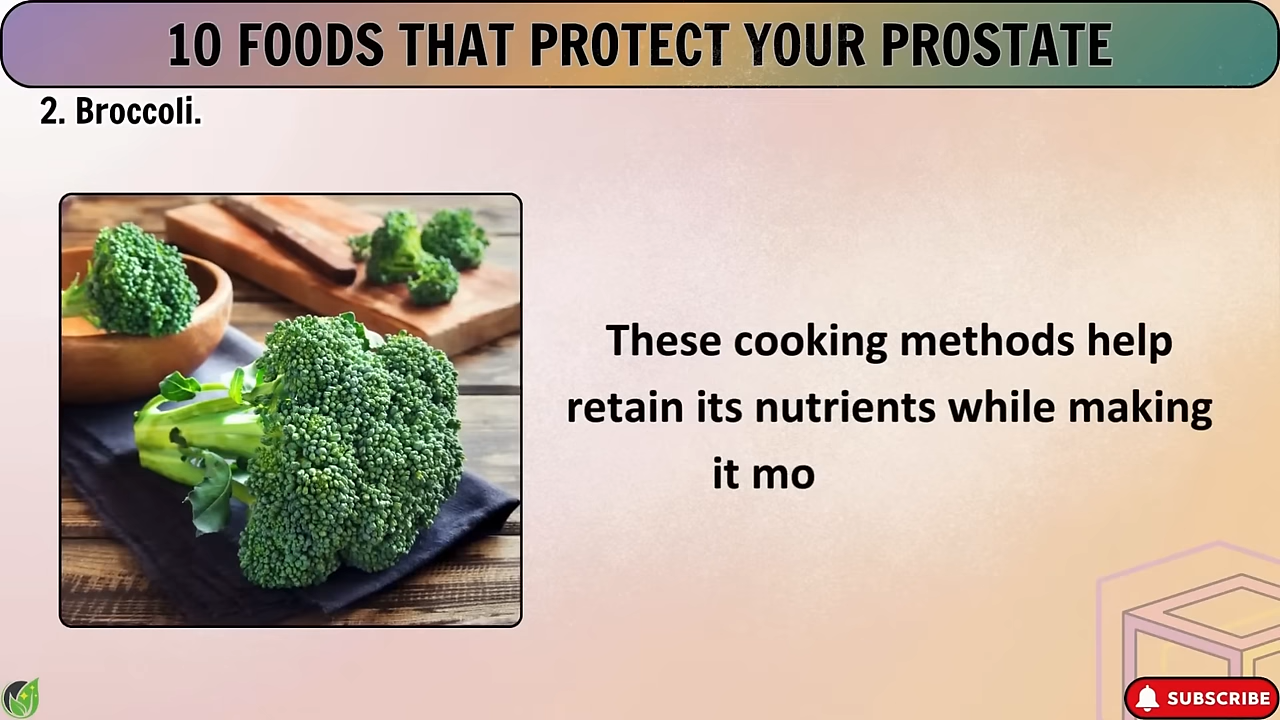 10 FOODS THAT PROTECT YOUR PROSTATE
2. Broccoli.
These cooking methods help
retain its nutrients while making
it mo
SUBSCRIBE